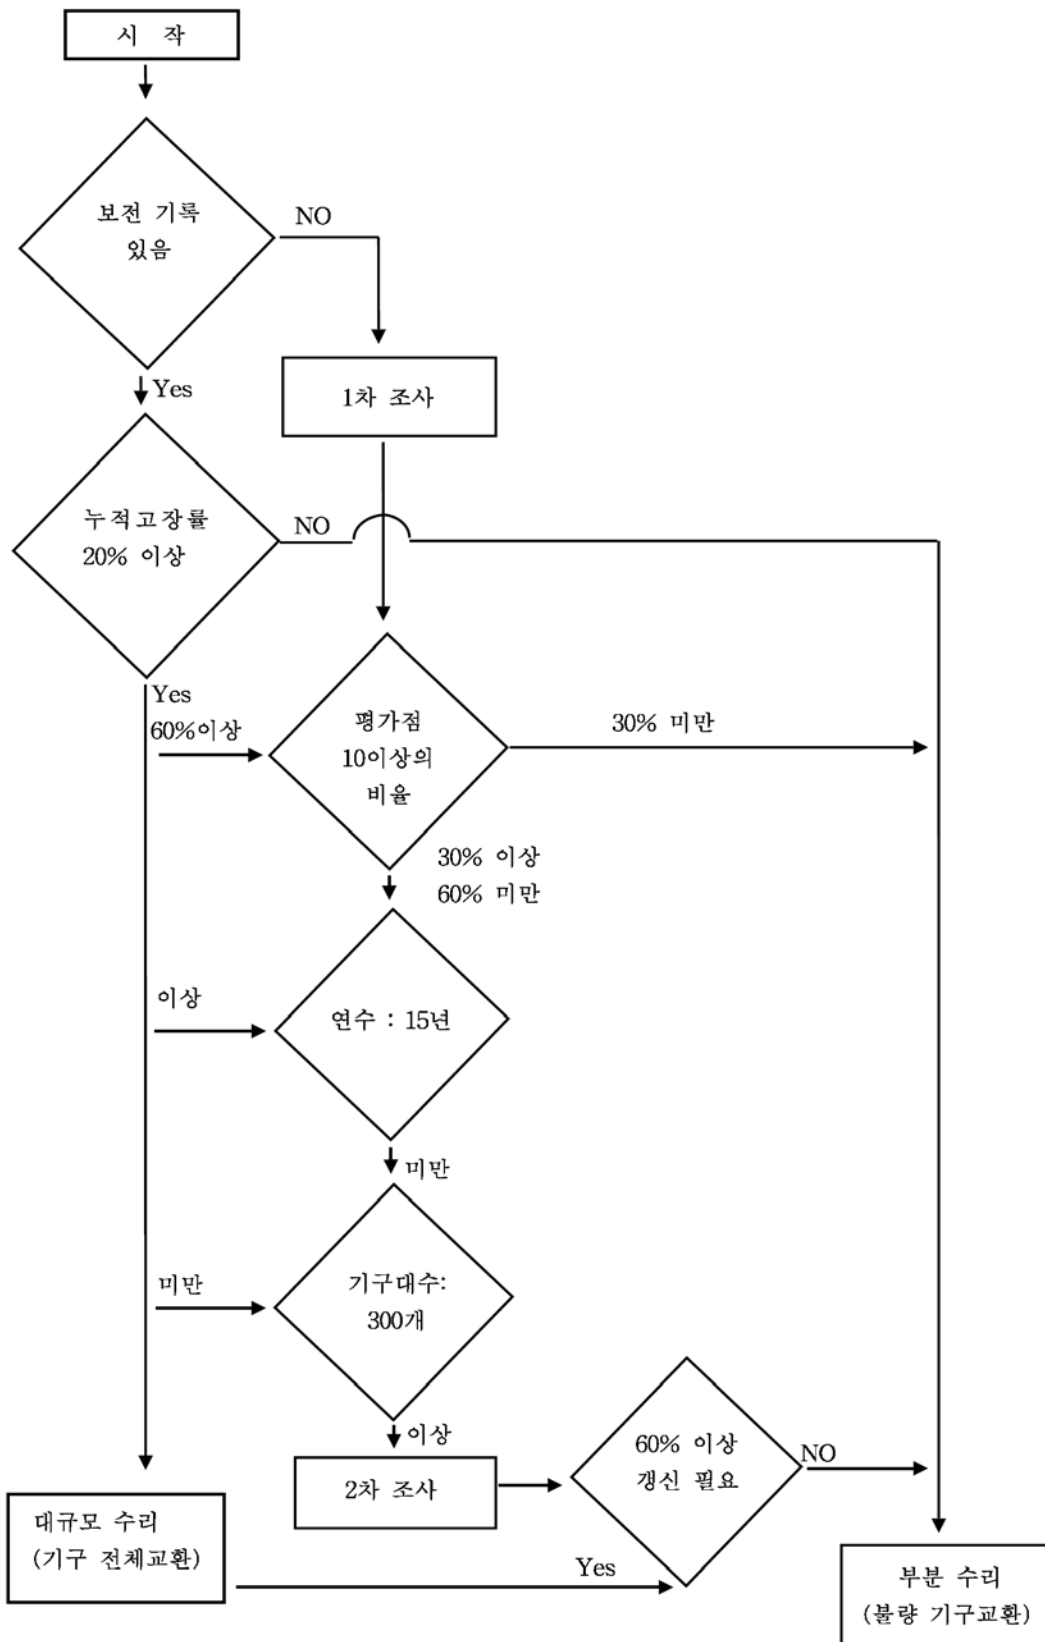 시 작
보전 기록
있음
NO
Yes
1차 조사
누적고장률
20% 이상
NO
Yes
60%이상
평가점
10이상의
비율
30% 미만
30% 이상
60% 미만
이상
연수 : 15년
미만
미만
기구대수:
300개
이상
2차 조사
60% 이상
갱신 필요
NO
대규모 수리
(기구 전체교환)
Yes
부분 수리
(불량 기구교환)